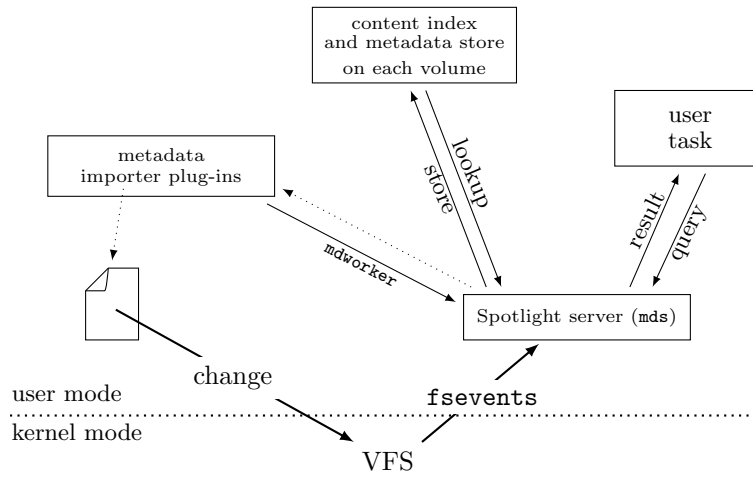 content index
and metadata store
on each volume
user
task
metadata
importer plug-ins
lookup
store
result
query
mdworker
Spotlight server (mds)
change
fsevents
user mode
kernel mode
VFS